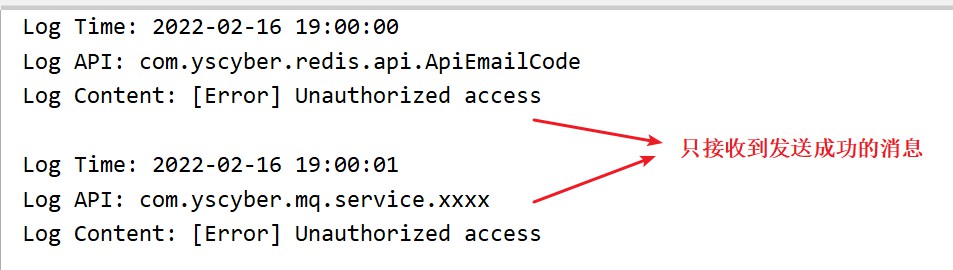 Log Time: 2022-02-16 19:00:00
Log API: com.yscyber.redis.api.ApiEmailCode
Log Content: [Error] Unauthorized access
只接收到发送成功的消息
Log Time: 2022-02-16 19:00:01
Log API: com.yscyber.mq.service.xxxx
Log Content: [Error] Unauthorized access